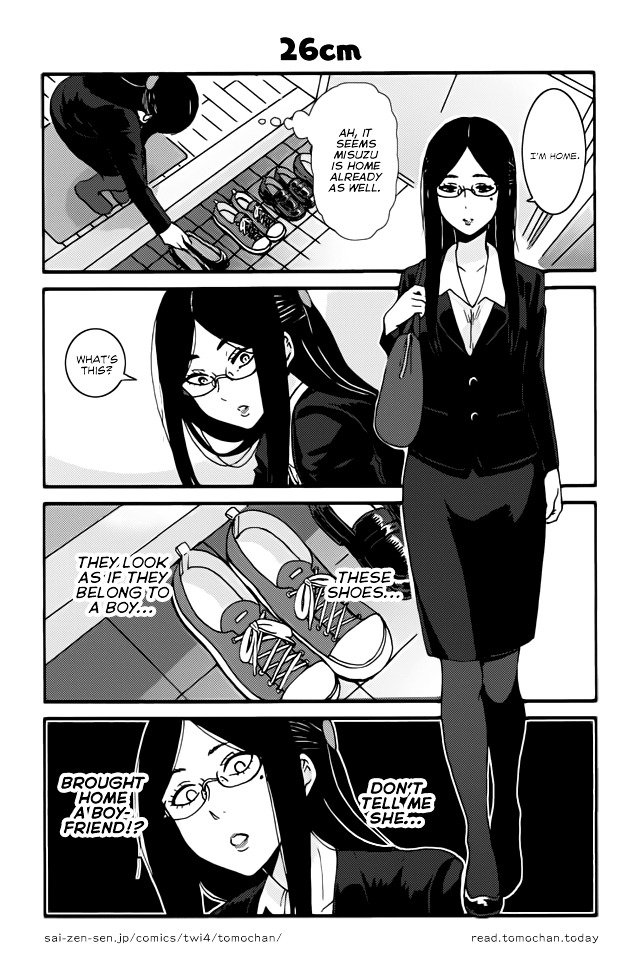 26cm
I'M HOME.
AH, IT
SEEMS
MISUZU
IS HOME
ALREADY
AS WELL.
WHAT'S
THIS?
THESE
SHOES...
THEY LOOK
AS IF THEY
BELONG TO
A BOY...
DON'T
TELL ME
SHE...
BROUGHT
HOME
A BOY-
FRIEND!?
sai-zen-sen.jp/comics/twi4/tomochan/
read.tomochan.today